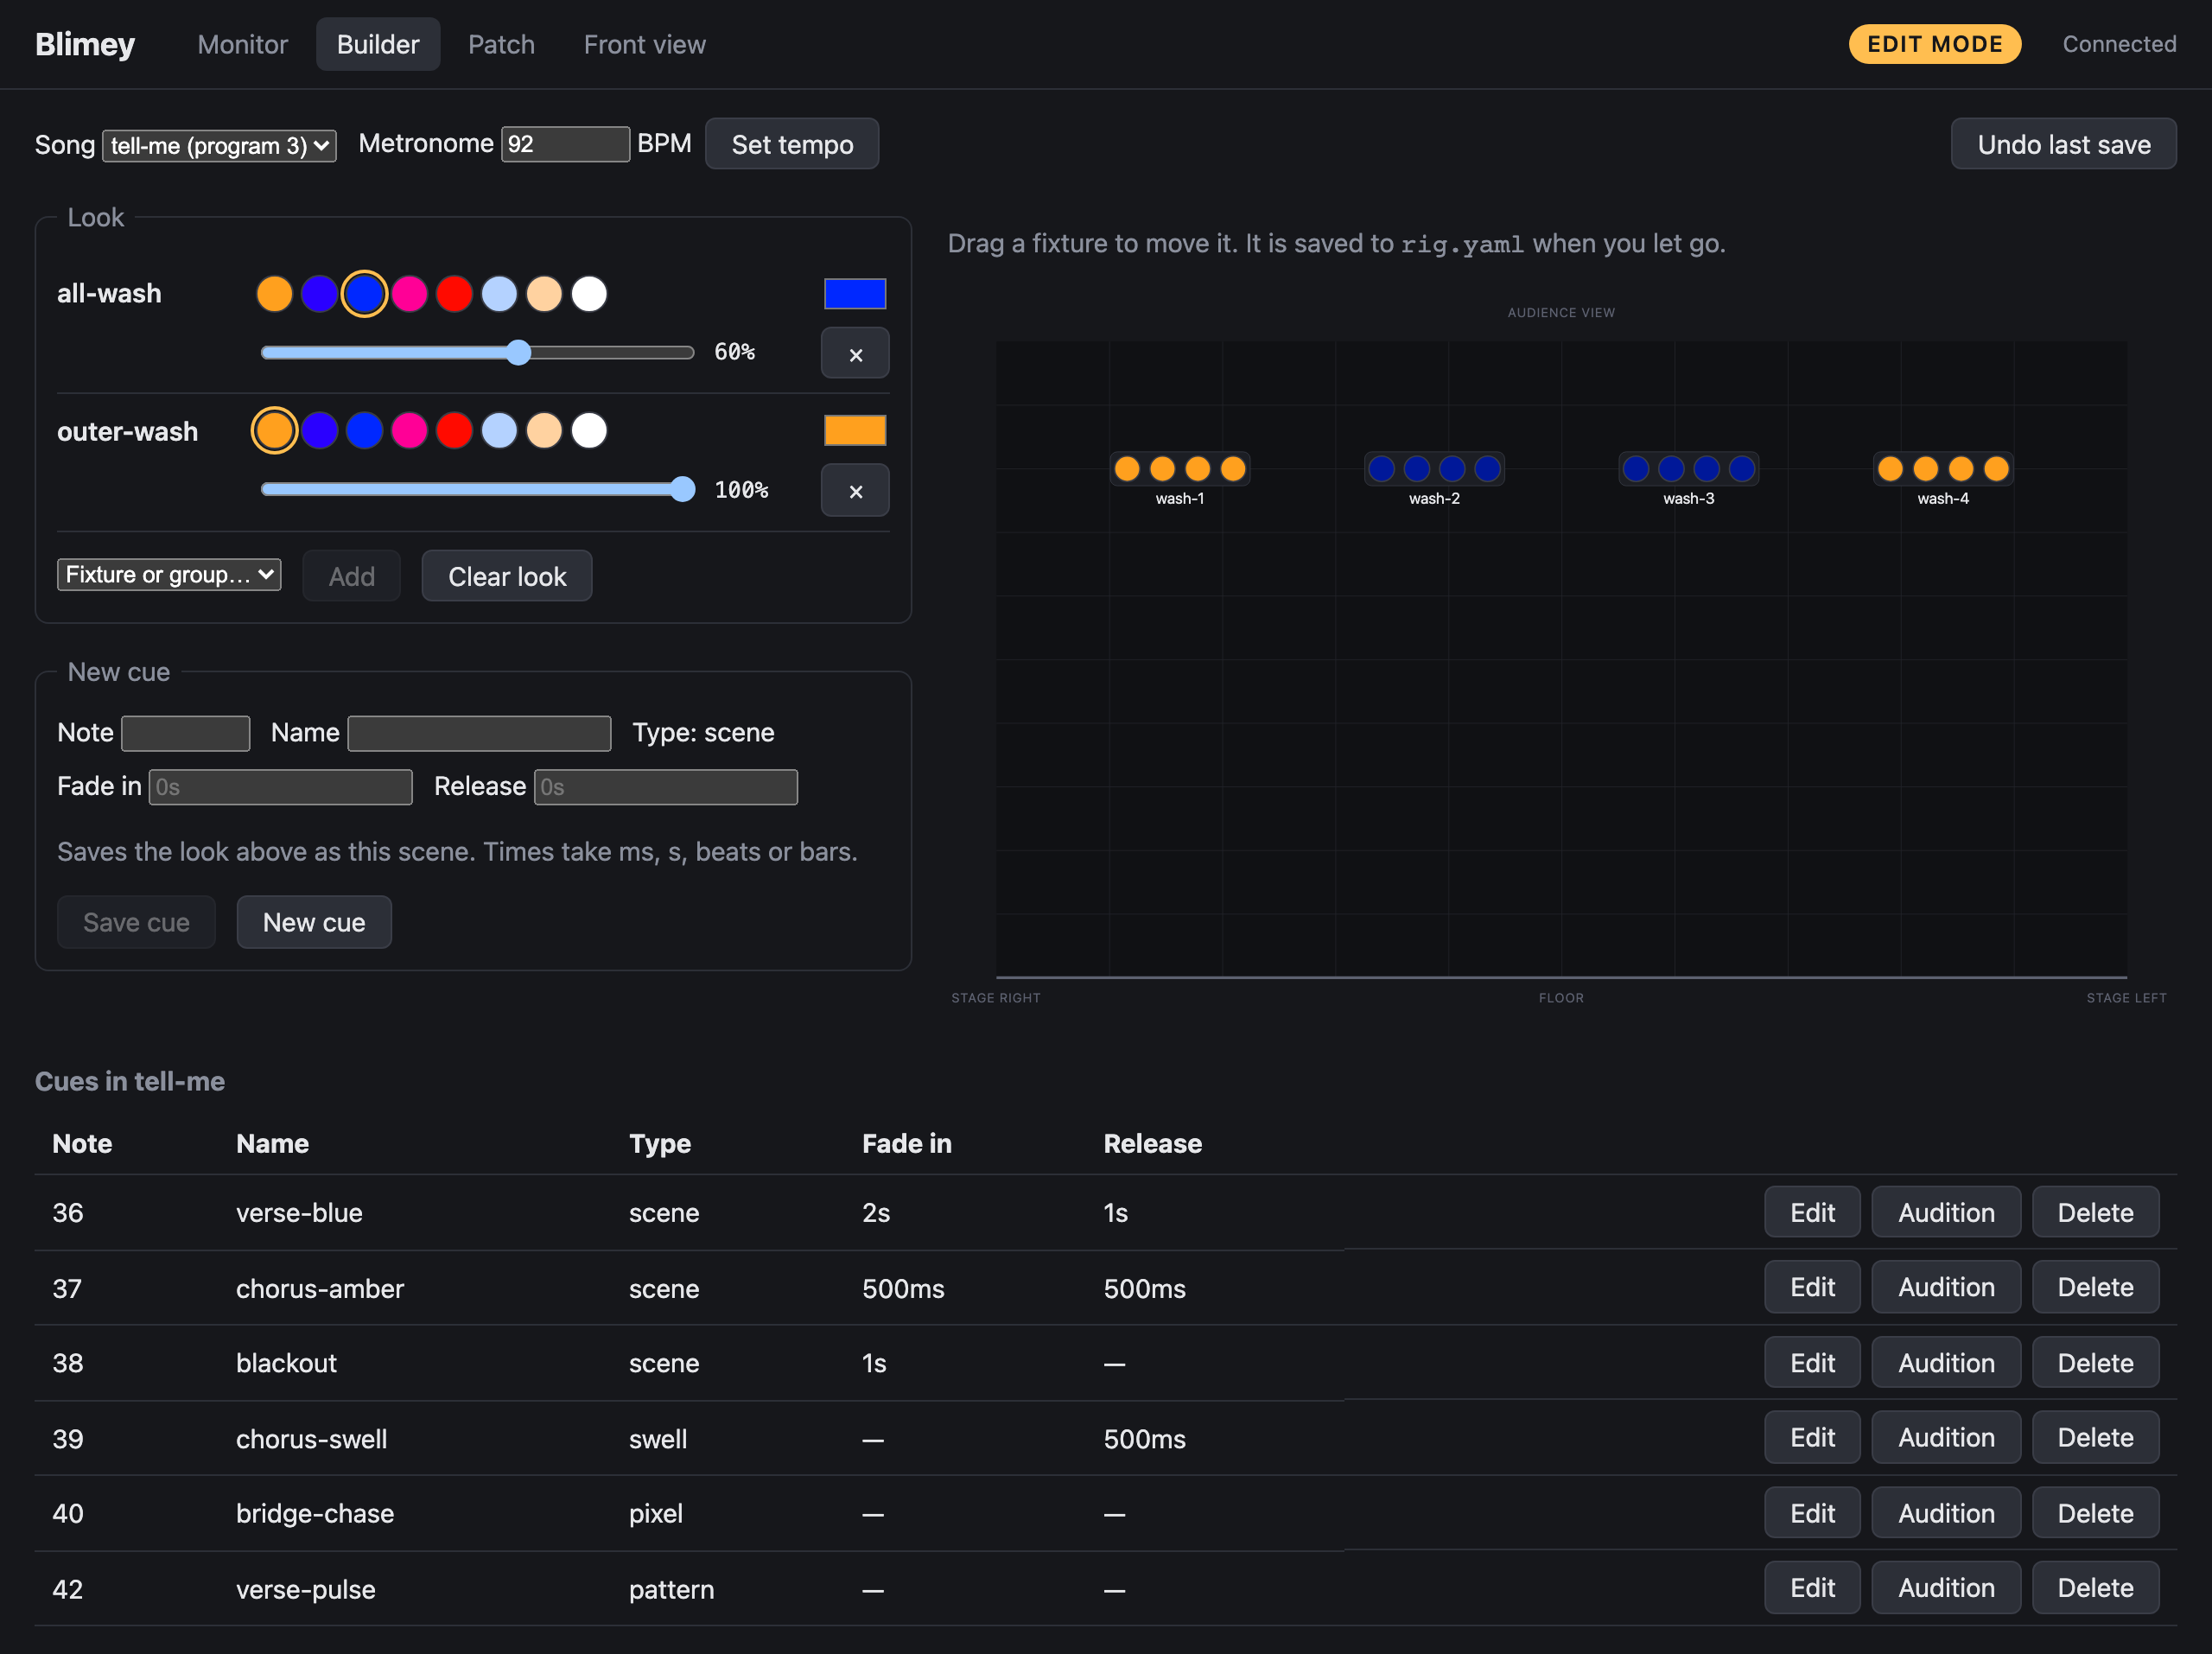 Blimey Monitor Builder Patch Front view EDIT MODE Connected
Song tell-me (program 3) Metronome 92 BPM Set tempo Undo last save
Look
Drag a fixture to move it. It is saved to rig.yaml when you let go.
all-wash
AUDIENCE VIEW
60% ×
outer-wash
100% ×
wash-1 wash-2 wash-3 wash-4
Fixture or group... Add Clear look
New cue
Note Name Type: scene
Fade in 0s Release 0s
Saves the look above as this scene. Times take ms, s, beats or bars.
Save cue New cue
STAGE RIGHT FLOOR STAGE LEFT
Cues in tell-me
Note Name Type Fade in Release
36 verse-blue scene 2s 1s Edit Audition Delete
37 chorus-amber scene 500ms 500ms Edit Audition Delete
38 blackout scene 1s — Edit Audition Delete
39 chorus-swell swell — 500ms Edit Audition Delete
40 bridge-chase pixel — — Edit Audition Delete
42 verse-pulse pattern — — Edit Audition Delete